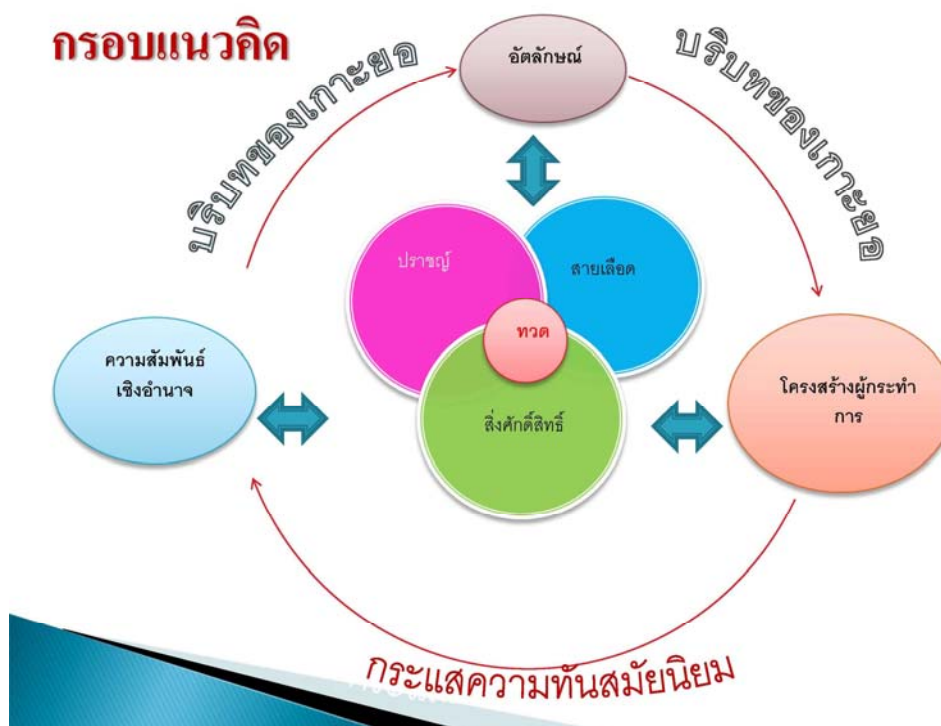 กรอบแนวคิด
บริบทของเกาะยอ
อัตลักษณ์
บริบทของเกาะยอ
ปราชญ์
สายเลือด
ทวด
ความสัมพันธ์
เชิงอำนาจ
สิ่งศักดิ์สิทธิ์
โครงสร้างผู้กระทำ
การ
กระแสความทันสมัยนิยม